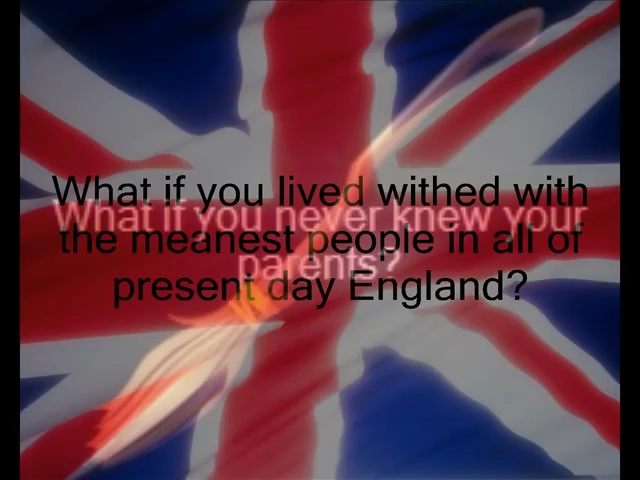 What if you lived withed with
the meanest people in all of
present day England?
What if you never knew your
parents?